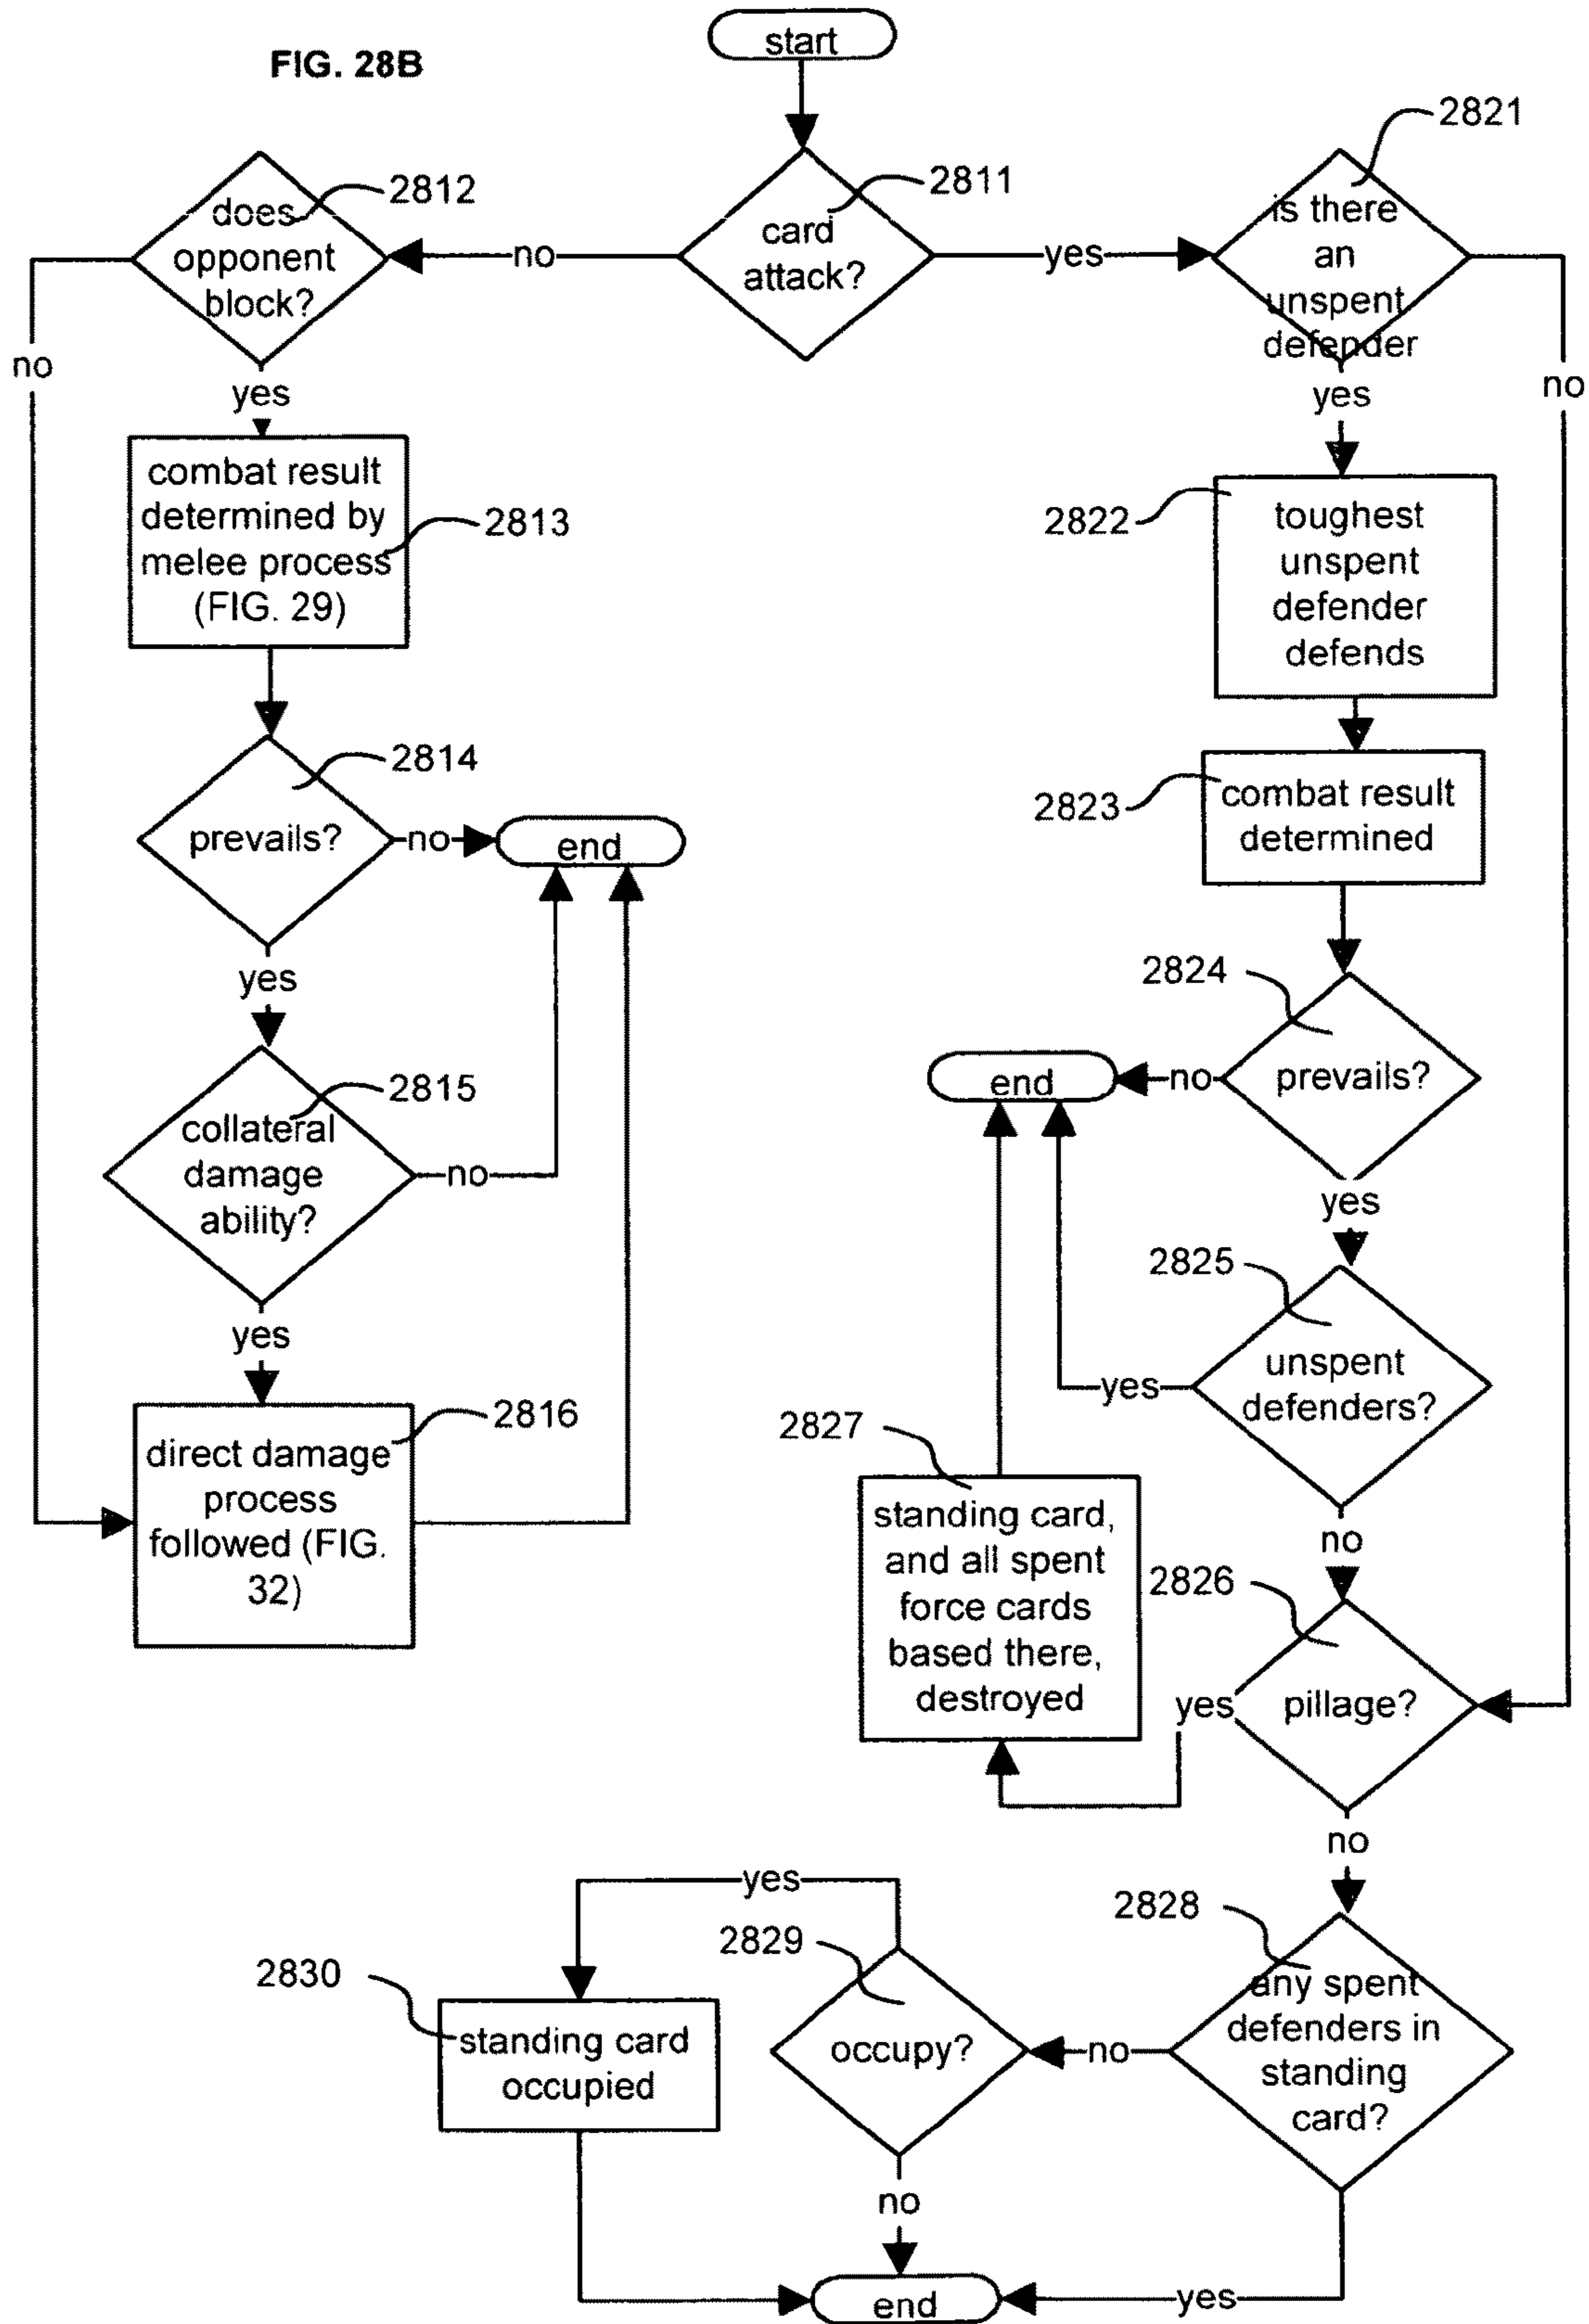 FIG. 28B
start
2821
2812
2811
does
opponent
block?
no
card
attack?
yes
is there
an
unspent
defender
no
yes
yes
no
combat result
determined by
melee process
(FIG. 29)
2813
2822
toughest
unspent
defender
defends
2814
prevails?
no
end
2823
combat result
determined
yes
2824
end
no
prevails?
2815
collateral
damage
ability?
no
yes
2825
yes
unspent
defenders?
yes
2816
direct damage
process
followed (FIG.
32)
2827
standing card,
and all spent
force cards
based there,
destroyed
no
2826
yes
pillage?
no
yes
2829
2828
2830
standing card
occupied
occupy?
no
any spent
defenders in
standing
card?
no
end
yes